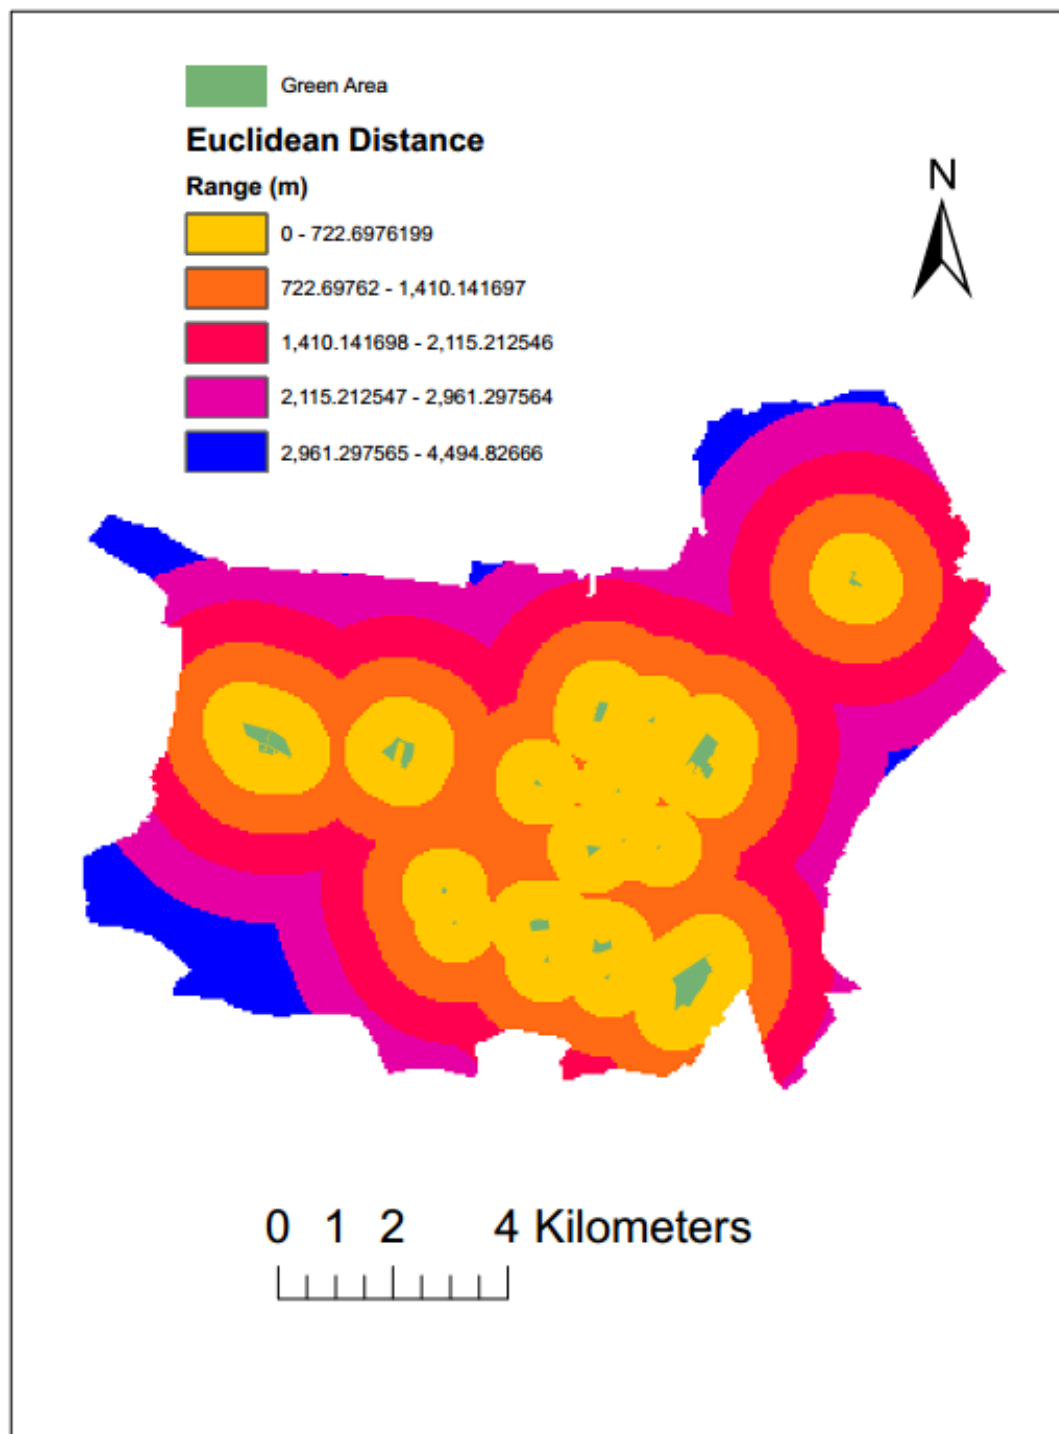 Green Area
Euclidean Distance
Range (m)
0 - 722.6976199
722.69762 - 1,410.141697
1,410.141698 - 2,115.212546
2,115.212547 - 2,961.297564
2,961.297565 - 4,494.82666
N
0 1 2 4 Kilometers